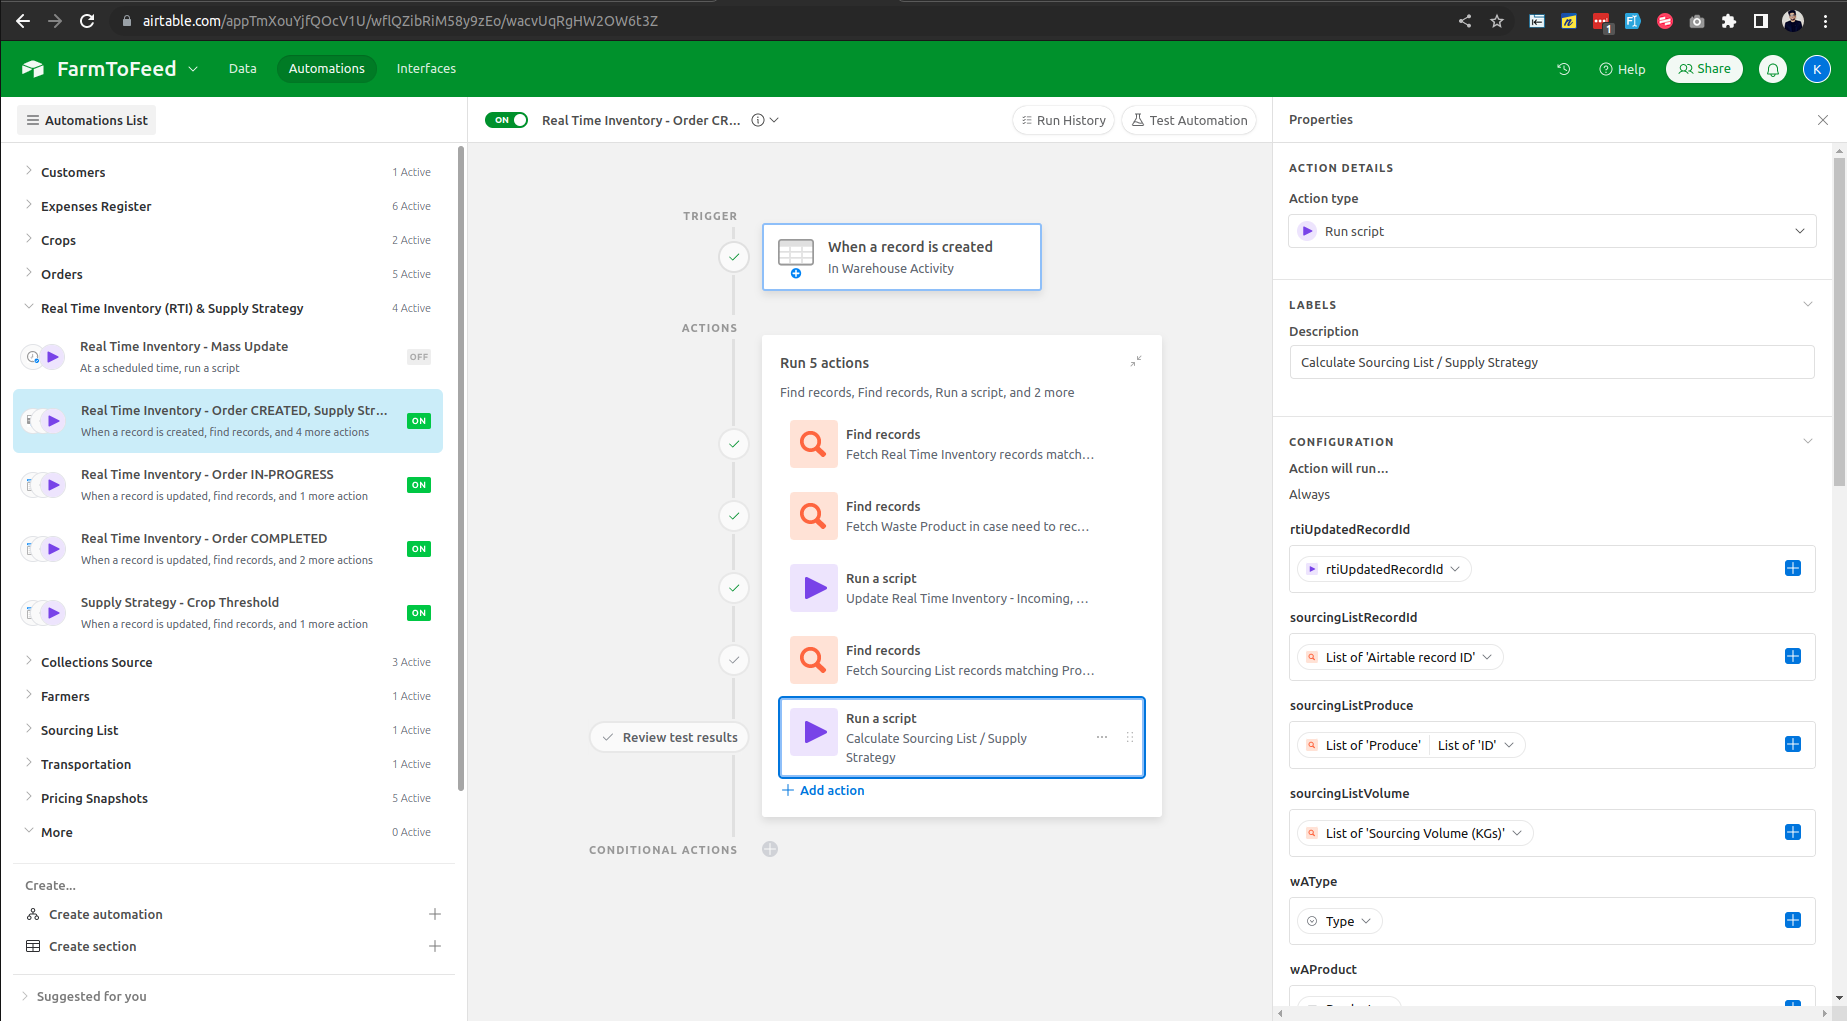 airtable.com/appTmXouYjfQOcV1U/wflQZibRiM58y9zEo/wacvUqRgHW2OW6t3Z
1
FarmToFeed
Data
Automations
Interfaces
Help
Share
K
Automations List
Customers
1 Active
Expenses Register
6 Active
Crops
2 Active
Orders
5 Active
Real Time Inventory (RTI) & Supply Strategy
4 Active
Real Time Inventory - Mass Update
At a scheduled time, run a script
OFF
Real Time Inventory - Order CREATED, Supply Str...
When a record is created, find records, and 4 more actions
ON
Real Time Inventory - Order IN-PROGRESS
When a record is updated, find records, and 1 more action
ON
Real Time Inventory - Order COMPLETED
When a record is updated, find records, and 2 more actions
ON
Supply Strategy - Crop Threshold
When a record is updated, find records, and 1 more action
ON
Collections Source
3 Active
Farmers
1 Active
Sourcing List
1 Active
Transportation
1 Active
Pricing Snapshots
5 Active
More
0 Active
Create...
Create automation
Create section
Suggested for you
ON
Real Time Inventory - Order CR...
Run History
Test Automation
TRIGGER
When a record is created
In Warehouse Activity
ACTIONS
Run 5 actions
Find records, Find records, Run a script, and 2 more
Find records
Fetch Real Time Inventory records match...
Find records
Fetch Waste Product in case need to rec...
Run a script
Update Real Time Inventory - Incoming, ...
Find records
Fetch Sourcing List records matching Pro...
Review test results
Run a script
Calculate Sourcing List / Supply
Strategy
Add action
CONDITIONAL ACTIONS
Properties
ACTION DETAILS
Action type
Run script
LABELS
Description
Calculate Sourcing List / Supply Strategy
CONFIGURATION
Action will run...
Always
rtiUpdatedRecordId
rtiUpdatedRecordId
sourcingListRecordId
List of 'Airtable record ID'
sourcingListProduce
List of 'Produce' List of 'ID'
sourcingListVolume
List of 'Sourcing Volume (KGs)'
wAType
Type
wAProduct